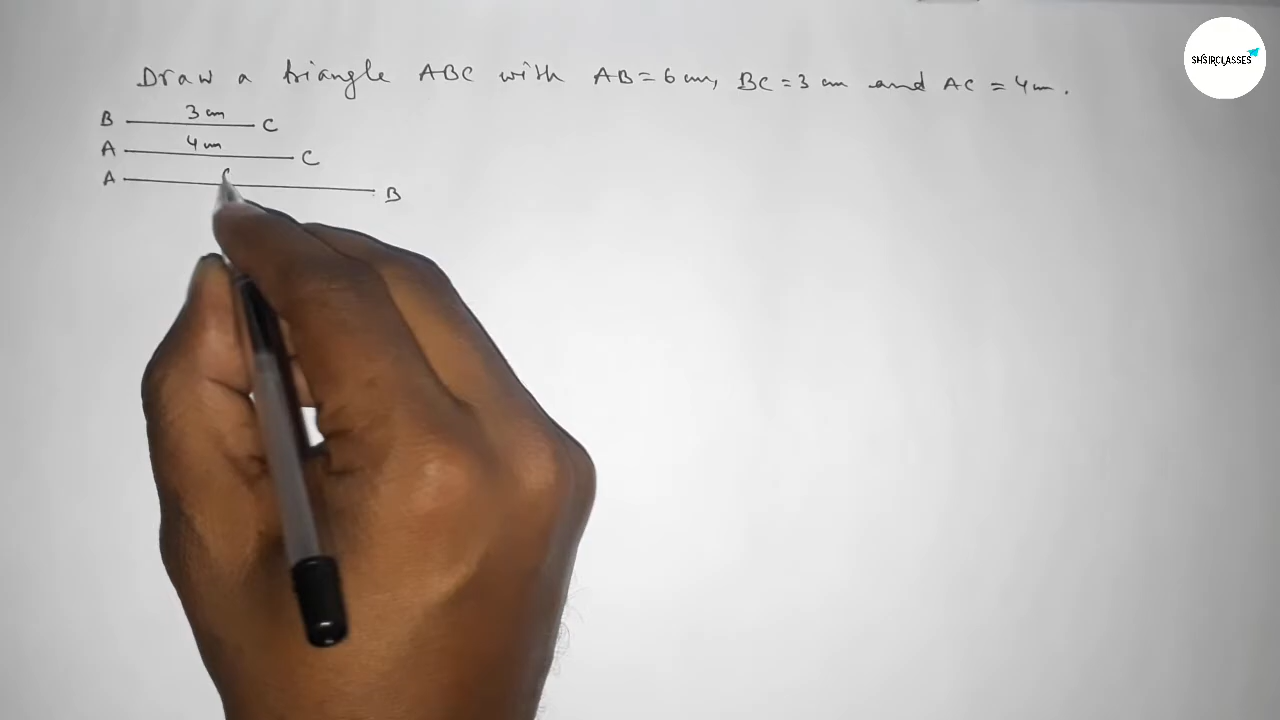 SHSIRCLASSES
Draw a triangle ABC with AB = 6 cm, BC = 3 cm and AC = 4 cm.
B 3 cm C
A 4 cm C
A B